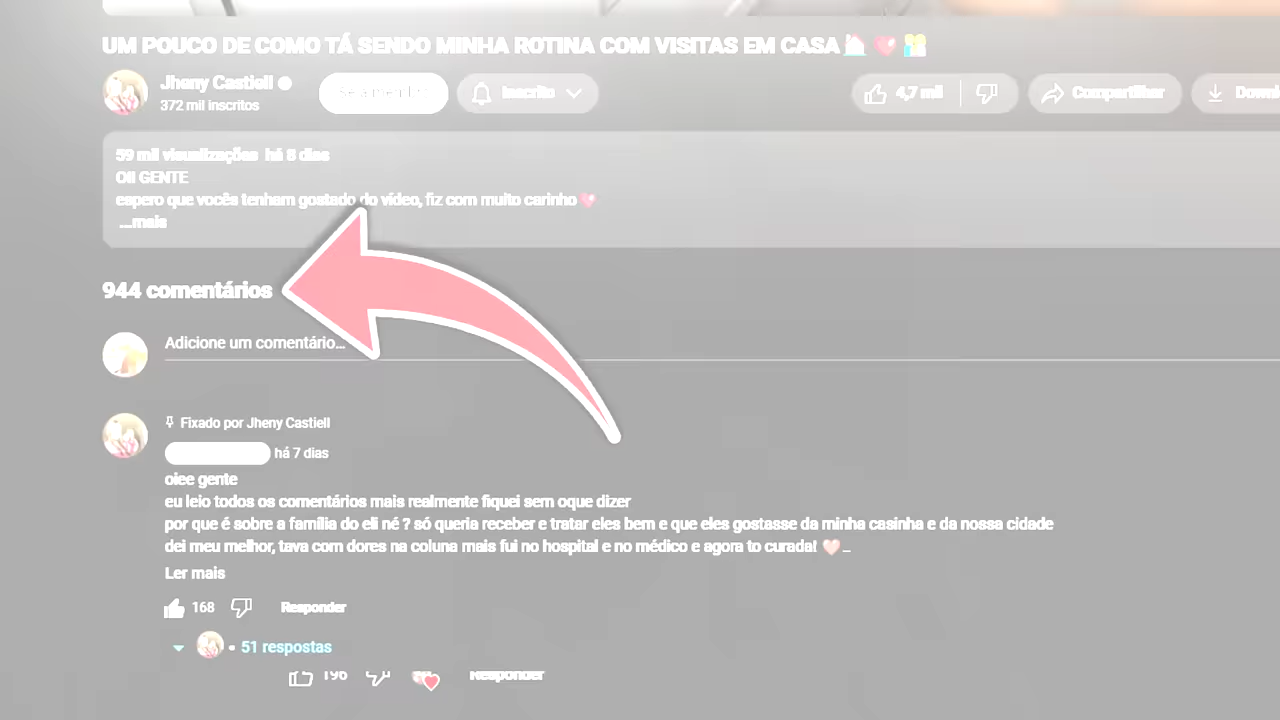 UM POUCO DE COMO TÁ SENDO MINHA ROTINA COM VISITAS EM CASA
Jheny Castiell
372 mil inscritos
Seja membro
Inscrito
4,7 mil
Compartilhar
59 mil visualizações há 8 dias
OII GENTE
espero que vocês tenham gostado do vídeo, fiz com muito carinho
...mais
944 comentários
Adicione um comentário...
Fixado por Jheny Castiell
há 7 dias
oiee gente
eu leio todos os comentários mais realmente fiquei sem oque dizer
por que é sobre a família do eli né ? só queria receber e tratar eles bem e que eles gostasse da minha casinha e da nossa cidade
dei meu melhor, tava com dores na coluna mais fui no hospital e no médico e agora to curada! ...
Ler mais
168
Responder
51 respostas
196
Responder